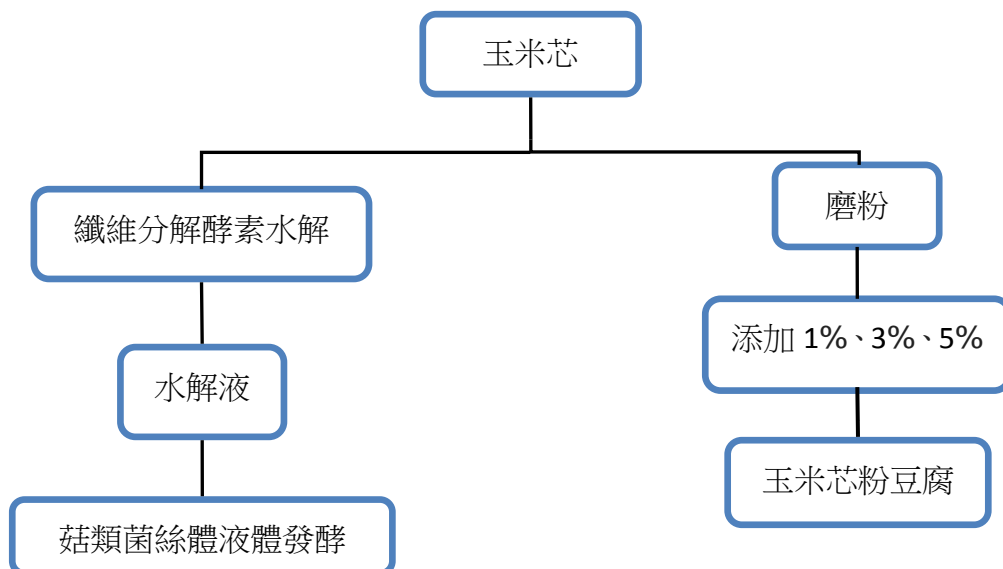 玉米芯
纖維分解酵素水解
磨粉
水解液
添加 1%、3%、5%
菇類菌絲體液體發酵
玉米芯粉豆腐